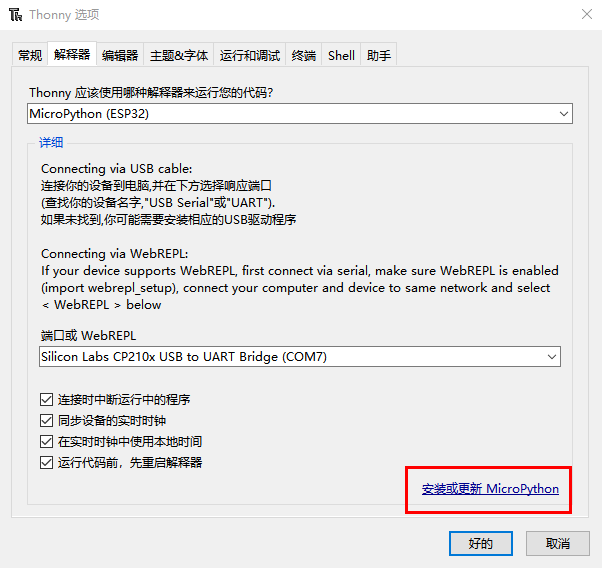 Thonny 选项
常规 解释器 编辑器 主题&字体 运行和调试 终端 Shell 助手
Thonny 应该使用哪种解释器来运行您的代码?
MicroPython (ESP32)
详细
Connecting via USB cable:
连接你的设备到电脑,并在下方选择响应端口
(查找你的设备名字,"USB Serial"或"UART").
如果未找到,你可能需要安装相应的USB驱动程序
Connecting via WebREPL:
If your device supports WebREPL, first connect via serial, make sure WebREPL is enabled
(import webrepl_setup), connect your computer and device to same network and select
< WebREPL > below
端口或 WebREPL
Silicon Labs CP210x USB to UART Bridge (COM7)
连接时中断运行中的程序
同步设备的实时时钟
在实时时钟中使用本地时间
运行代码前，先重启解释器
安装或更新 MicroPython
好的 取消